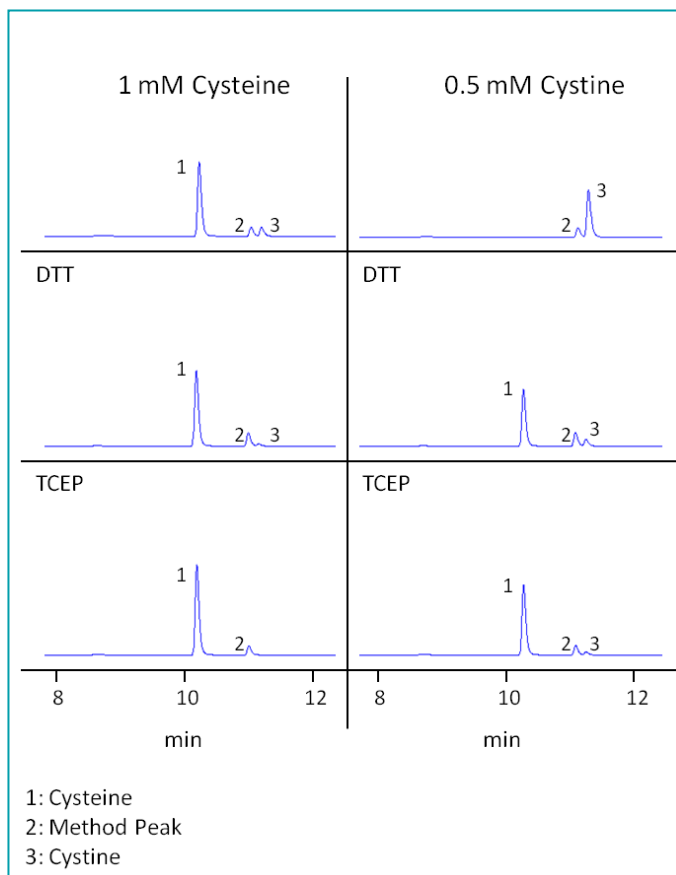 1 mM Cysteine
0.5 mM Cystine
1
2
3
2
3
DTT
DTT
1
2
3
1
2
3
TCEP
TCEP
1
2
1
2
3
8
10
12
8
10
12
min
min
1: Cysteine
2: Method Peak
3: Cystine